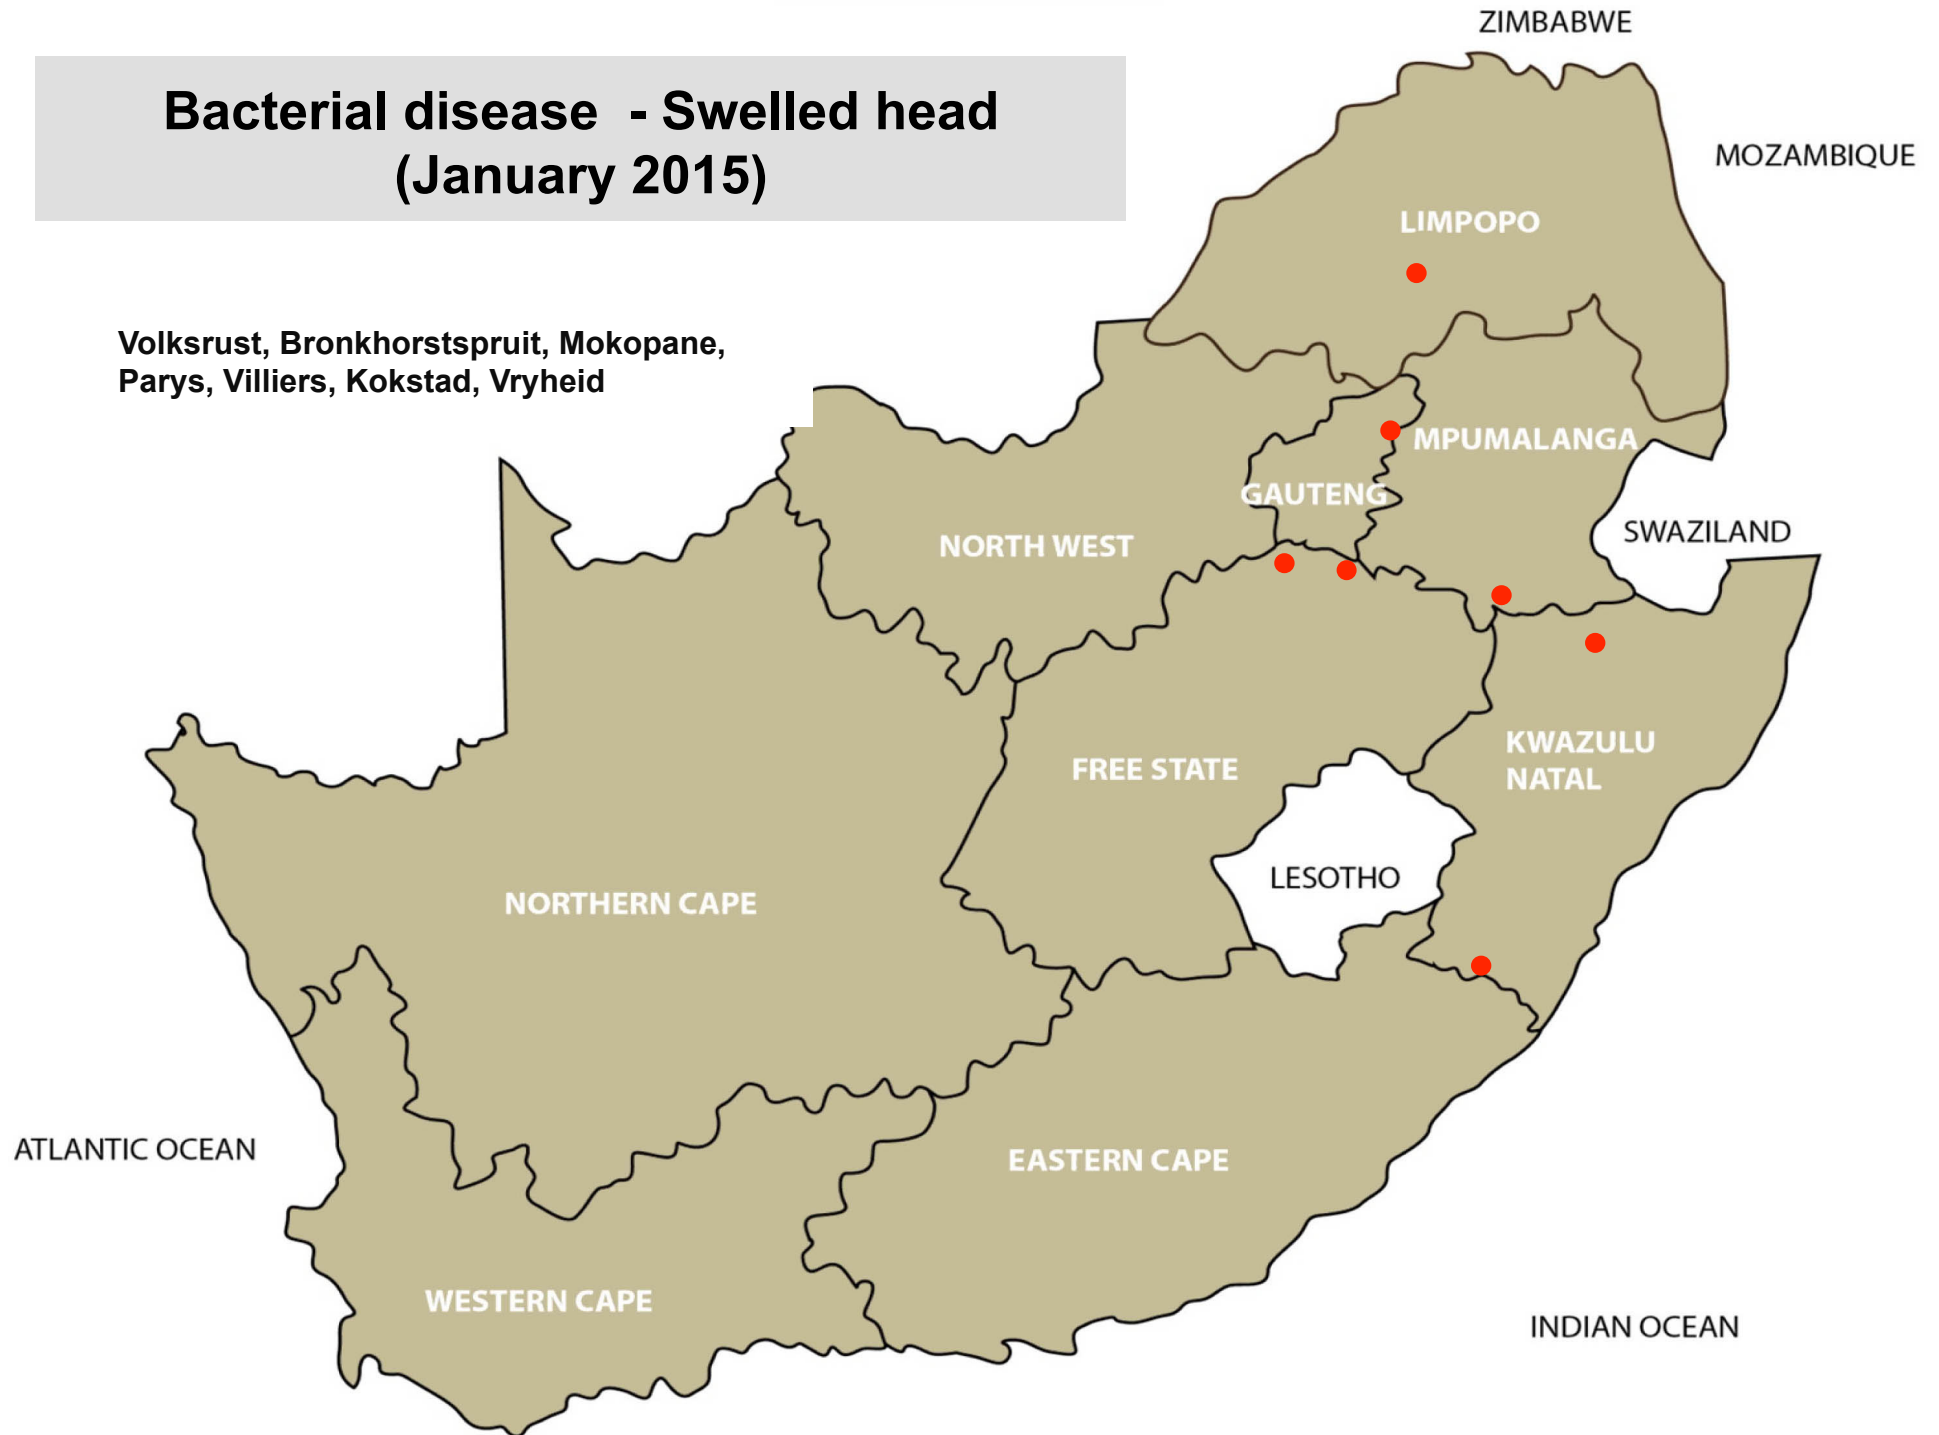 ZIMBABWE
Bacterial disease - Swelled head
(January 2015)
MOZAMBIQUE
LIMPOPO
Volksrust, Bronkhorstspruit, Mokopane,
Parys, Villiers, Kokstad, Vryheid
MPUMALANGA
GAUTENG
SWAZILAND
NORTH WEST
KWAZULU
NATAL
FREE STATE
LESOTHO
NORTHERN CAPE
ATLANTIC OCEAN
EASTERN CAPE
WESTERN CAPE
INDIAN OCEAN